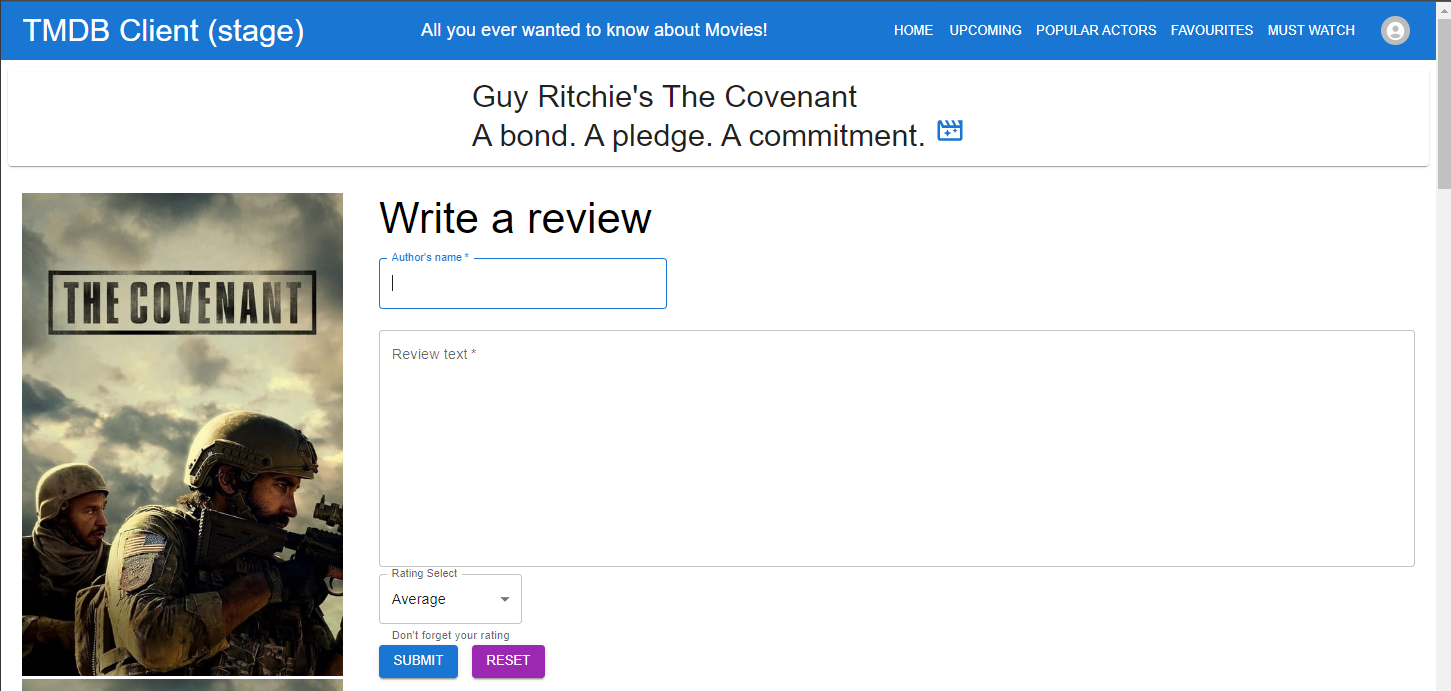 TMDB Client (stage)
All you ever wanted to know about Movies!
HOME UPCOMING POPULAR ACTORS FAVOURITES MUST WATCH
Guy Ritchie's The Covenant
A bond. A pledge. A commitment.
THE COVENANT
Write a review
Author's name *
Review text *
Rating Select
Average
Don't forget your rating
SUBMIT RESET